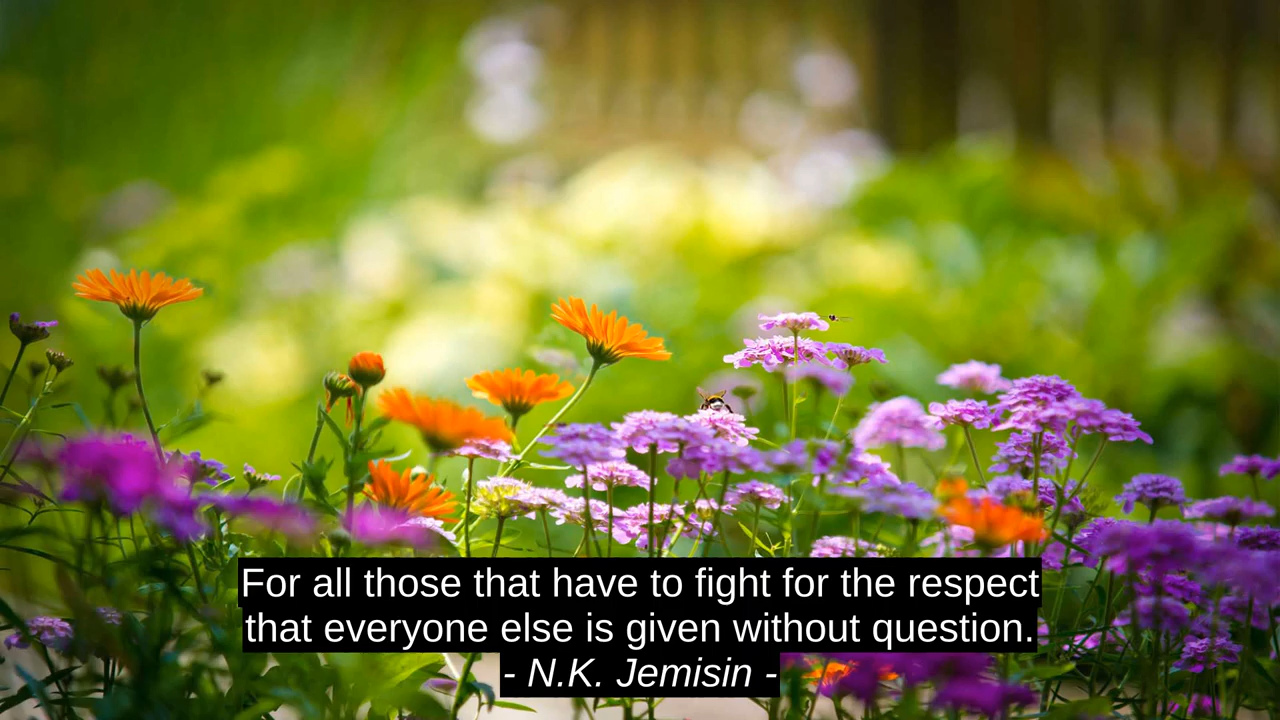 For all those that have to fight for the respect
that everyone else is given without question.
- N.K. Jemisin -